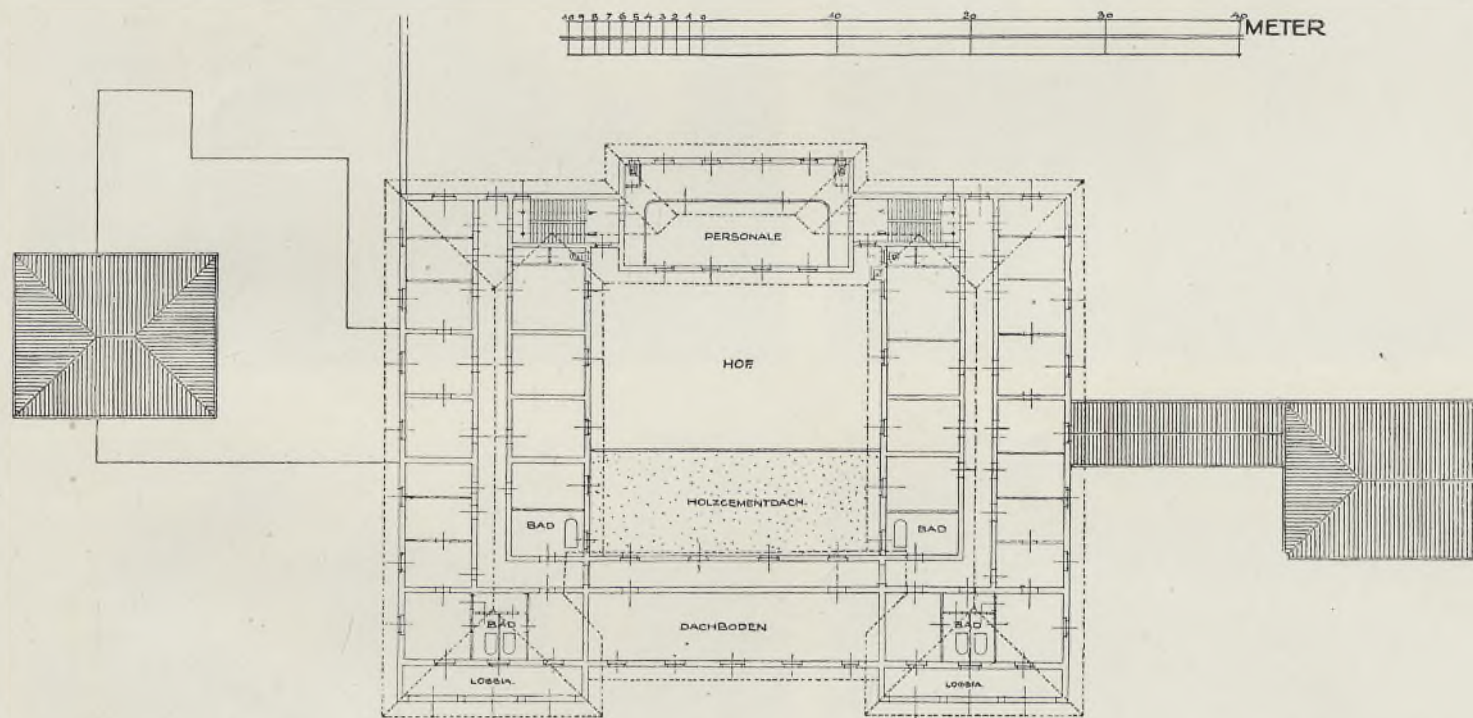 10 9 8 7 6 5 4 3 2 1 0 10 20 30 40 METER
PERSONALE
HOF.
HOLZCEMENTDACH.
BAD
BAD
BAD
DACHBODEN
BAD
LOGGIA.
LOGGIA.